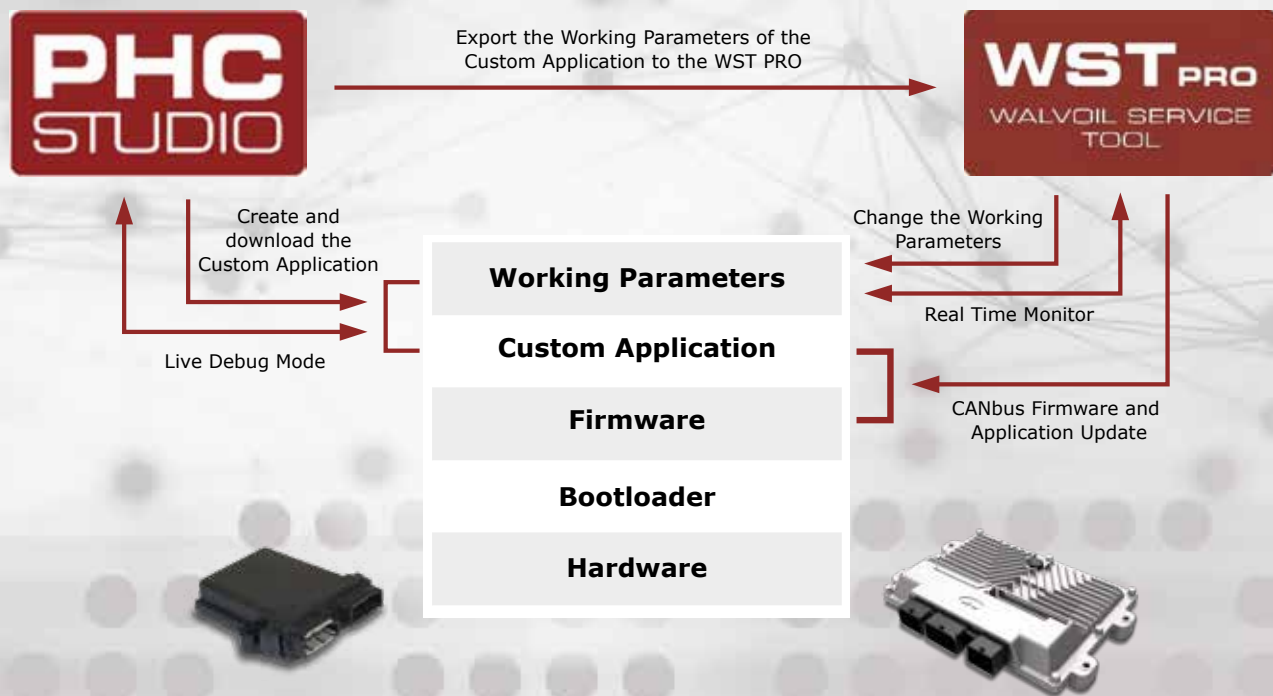 PHC
STUDIO
Export the Working Parameters of the
Custom Application to the WST PRO
WST PRO
WALVOIL SERVICE
TOOL
Create and
download the
Custom Application
Live Debug Mode
Change the Working
Parameters
Real Time Monitor
CANbus Firmware and
Application Update
Working Parameters
Custom Application
Firmware
Bootloader
Hardware